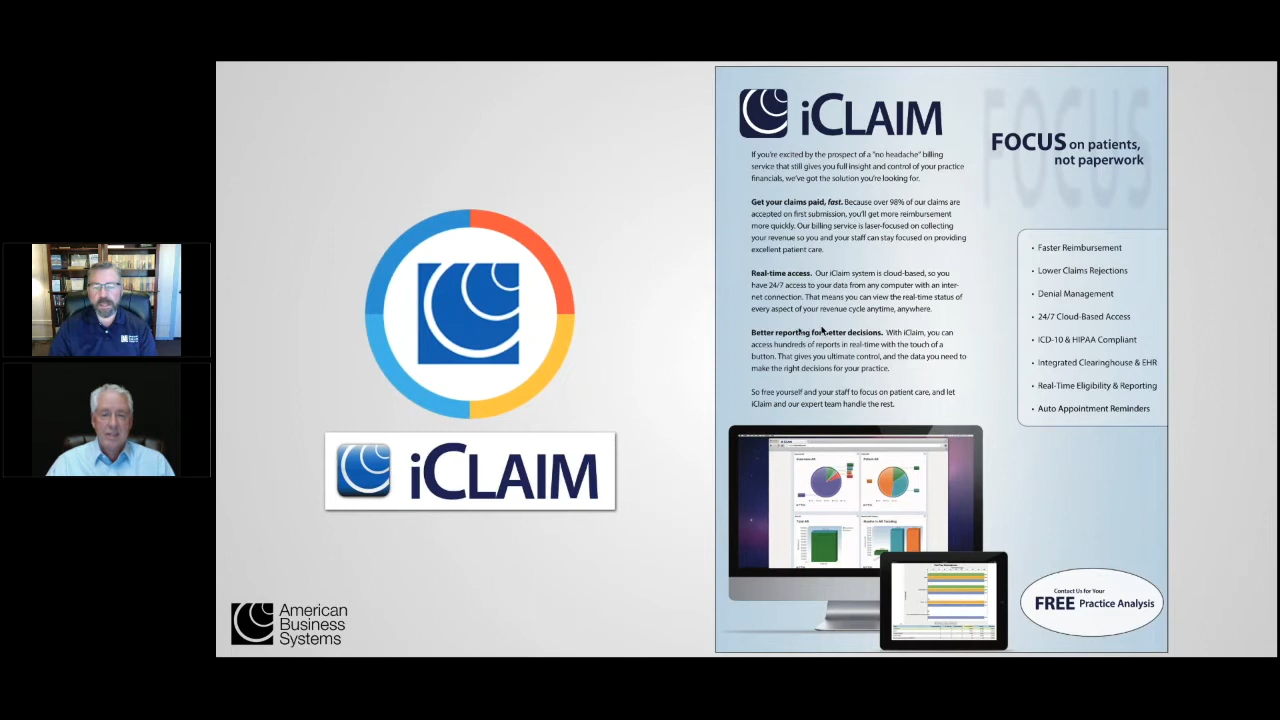 iCLAIM
American
Business
Systems
iCLAIM
If you're excited by the prospect of a "no headache" billing
service that still gives you full insight and control of your practice
financials, we've got the solution you're looking for.
Get your claims paid, fast. Because over 98% of our claims are
accepted on first submission, you'll get more reimbursement
more quickly. Our billing service is laser-focused on collecting
your revenue so you and your staff can stay focused on providing
excellent patient care.
Real-time access. Our iClaim system is cloud-based, so you
have 24/7 access to your data from any computer with an inter-
net connection. That means you can view the real-time status of
every aspect of your revenue cycle anytime, anywhere.
Better reporting for better decisions. With iClaim, you can
access hundreds of reports in real-time with the touch of a
button. That gives you ultimate control, and the data you need to
make the right decisions for your practice.
So free yourself and your staff to focus on patient care, and let
iClaim and our expert team handle the rest.
FOCUS
FOCUS on patients,
not paperwork
• Faster Reimbursement
• Lower Claims Rejections
• Denial Management
• 24/7 Cloud-Based Access
• ICD-10 & HIPAA Compliant
• Integrated Clearinghouse & EHR
• Real-Time Eligibility & Reporting
• Auto Appointment Reminders
Contact Us for Your
FREE Practice Analysis